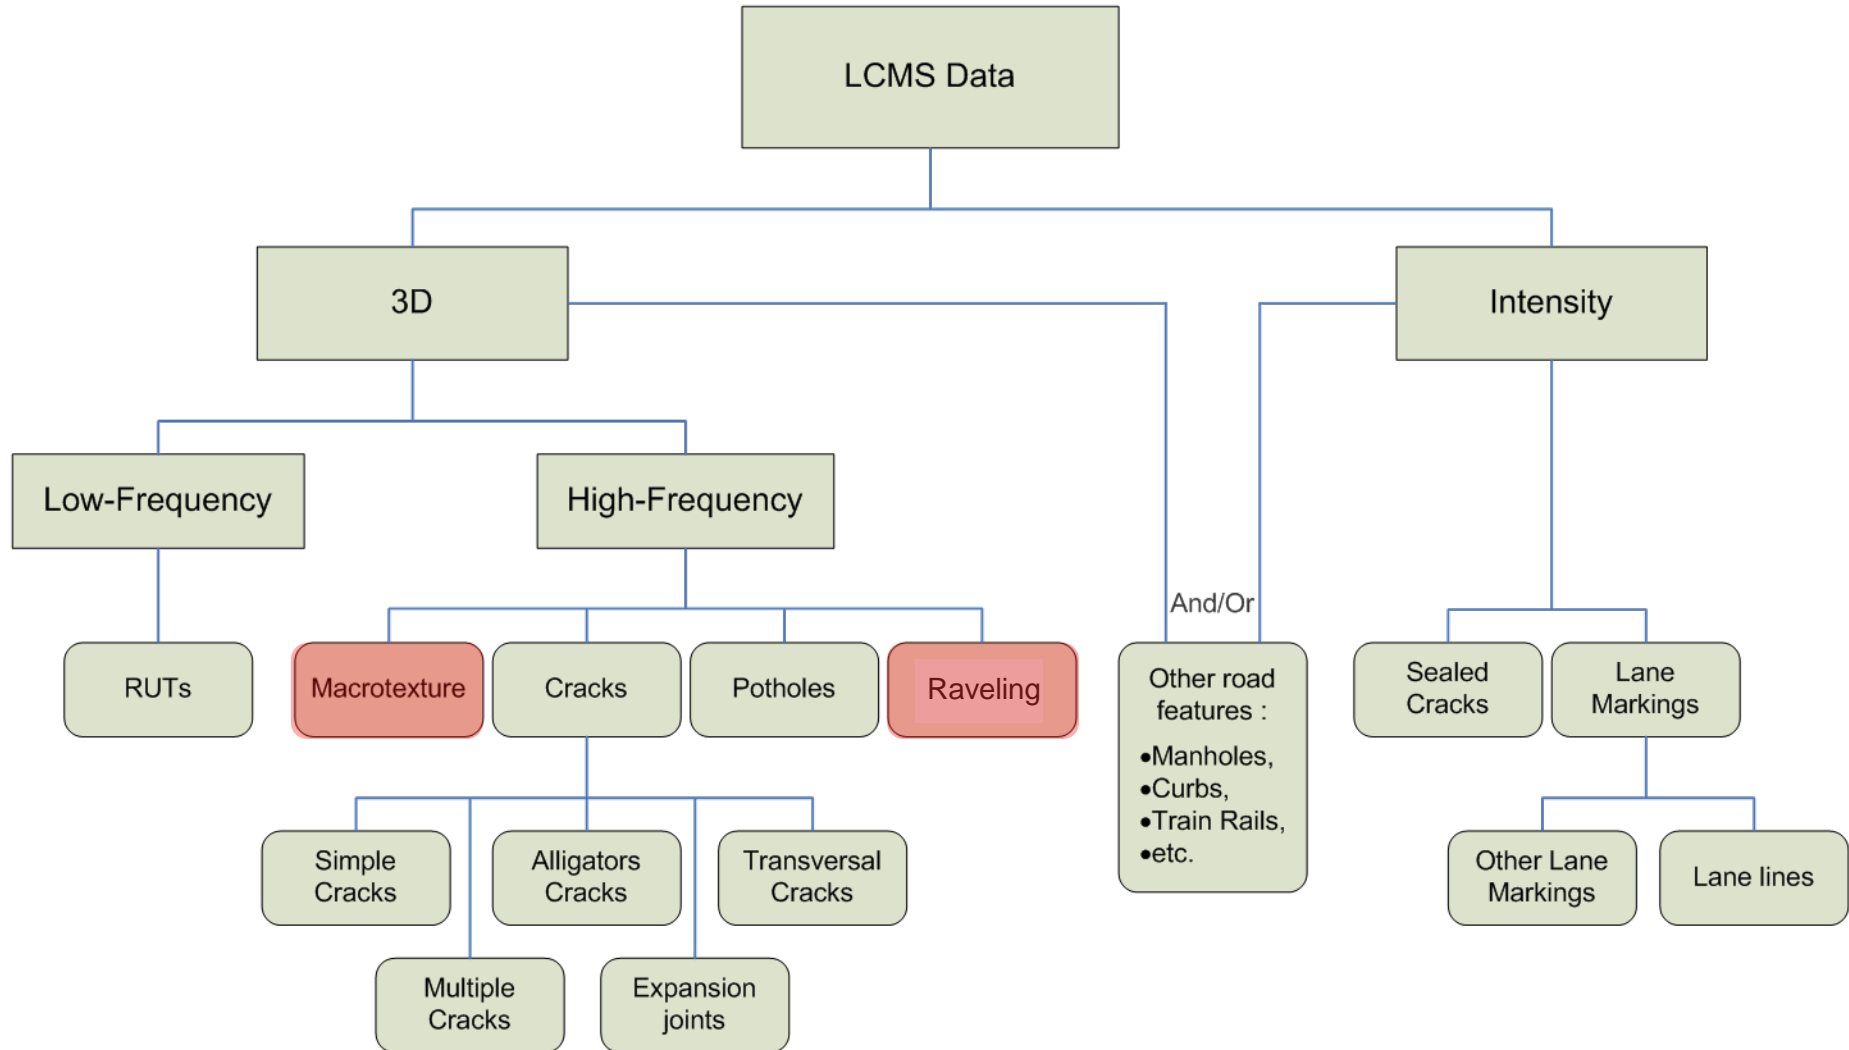 LCMS Data
3D
Intensity
Low-Frequency
High-Frequency
And/Or
RUTs
Macrotexture
Cracks
Potholes
Raveling
Other road
features :
•Manholes,
•Curbs,
•Train Rails,
•etc.
Sealed
Cracks
Lane
Markings
Simple
Cracks
Alligators
Cracks
Transversal
Cracks
Other Lane
Markings
Lane lines
Multiple
Cracks
Expansion
joints